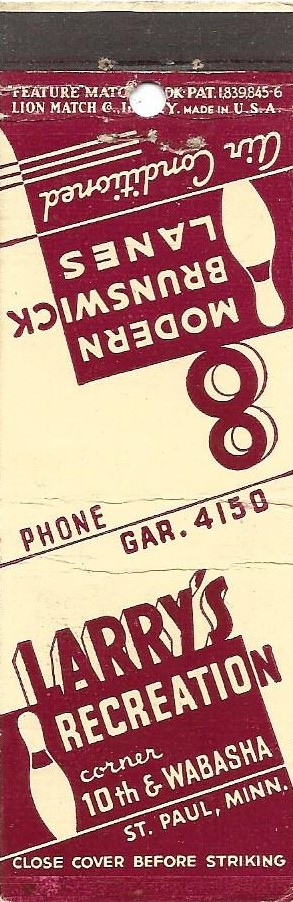 "FEATURE" MATCH BOOK PAT. 1,839,845-6
LION MATCH C., N.Y. MADE IN U.S.A.
8
MODERN
BRUNSWICK
LANES
Air Conditioned
PHONE
GAR. 4150
LARRY'S
RECREATION
corner
10th & WABASHA
ST. PAUL, MINN.
CLOSE COVER BEFORE STRIKING